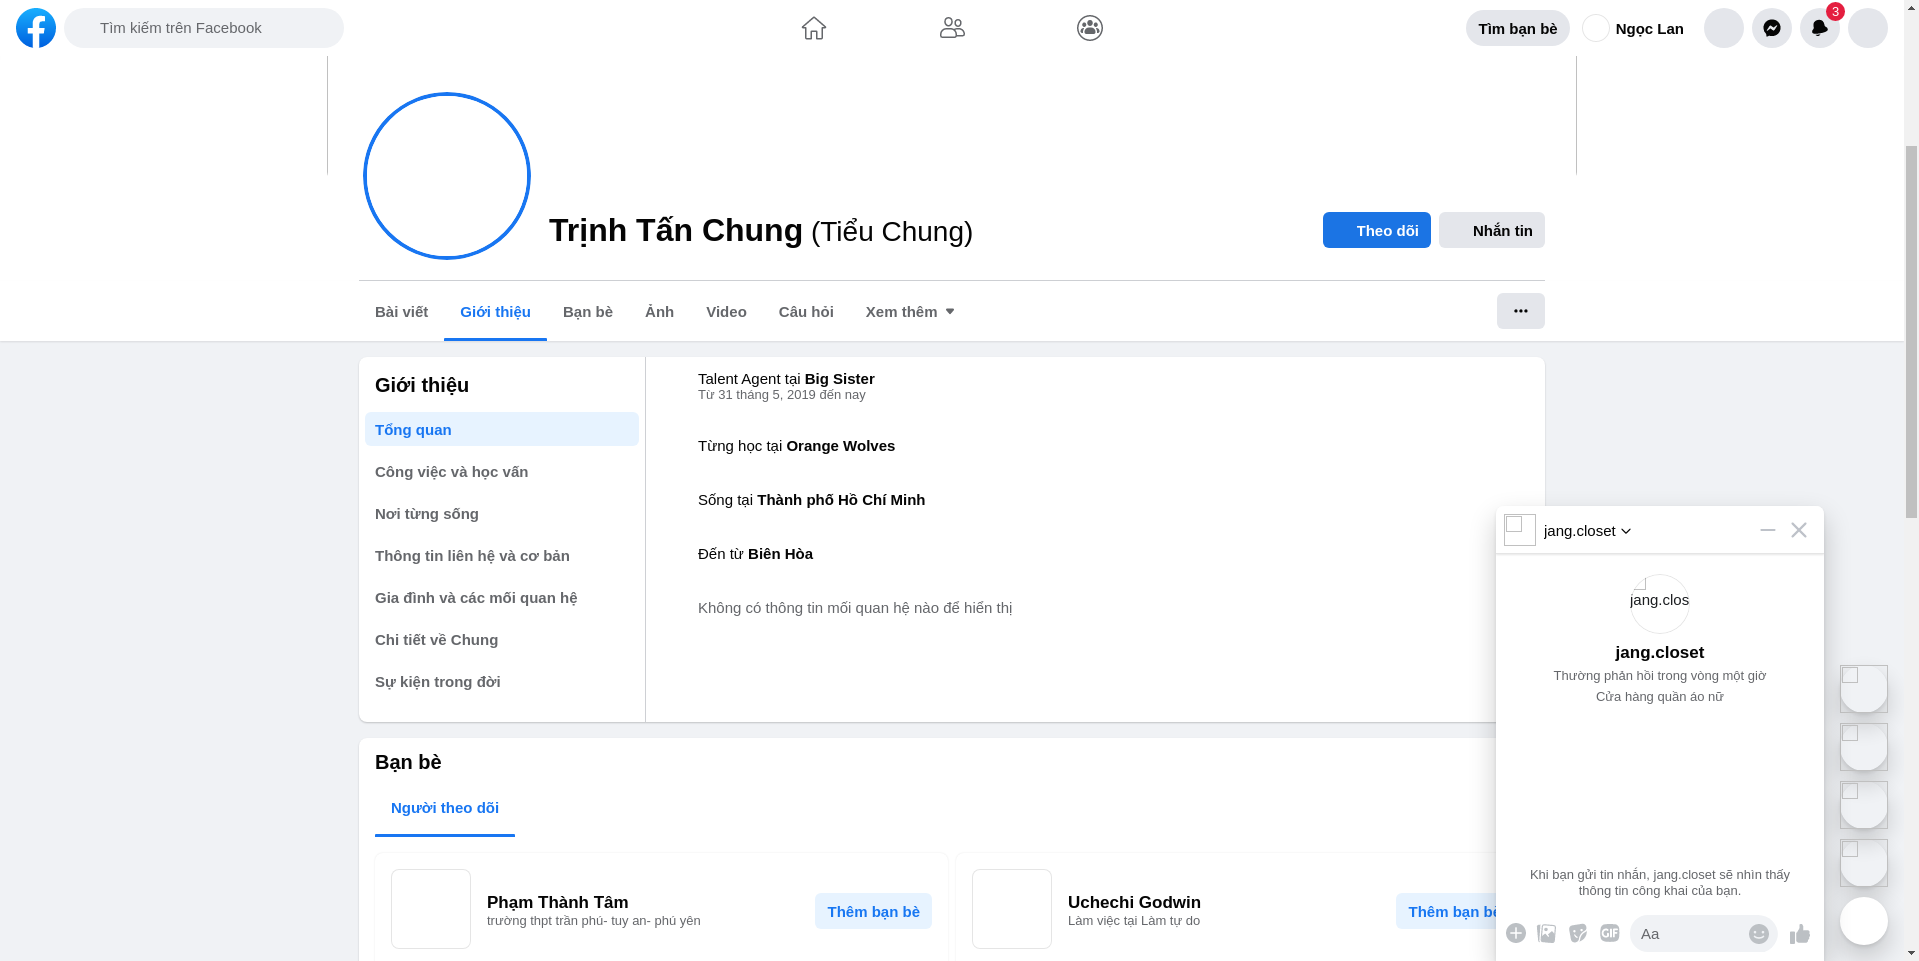 Tìm kiếm trên Facebook
Tìm bạn bè
Ngọc Lan
3
Trịnh Tấn Chung (Tiểu Chung)
Theo dõi
Nhắn tin
Bài viết
Giới thiệu
Bạn bè
Ảnh
Video
Câu hỏi
Xem thêm
Giới thiệu
Tổng quan
Công việc và học vấn
Nơi từng sống
Thông tin liên hệ và cơ bản
Gia đình và các mối quan hệ
Chi tiết về Chung
Sự kiện trong đời
Talent Agent tại Big Sister
Từ 31 tháng 5, 2019 đến nay
Từng học tại Orange Wolves
Sống tại Thành phố Hồ Chí Minh
Đến từ Biên Hòa
Không có thông tin mối quan hệ nào để hiển thị
Bạn bè
Người theo dõi
Phạm Thành Tâm
trường thpt trần phú- tuy an- phú yên
Thêm bạn bè
Uchechi Godwin
Làm việc tại Làm tự do
Thêm bạn bè
jang.closet
jang.clos
jang.closet
Thường phản hồi trong vòng một giờ
Cửa hàng quần áo nữ
Khi bạn gửi tin nhắn, jang.closet sẽ nhìn thấy
thông tin công khai của bạn.
GIF
Aa